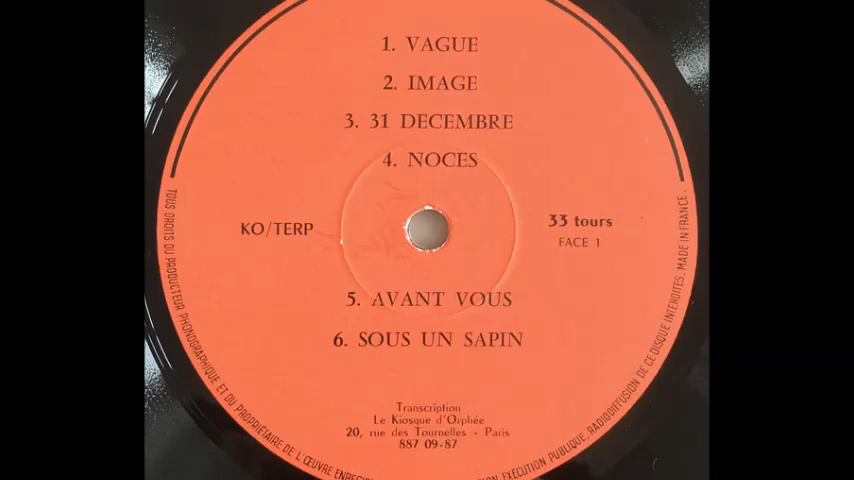 1. VAGUE
2. IMAGE
3. 31 DECEMBRE
4. NOCES
KO/TERP
33 tours
FACE 1
5. AVANT VOUS
6. SOUS UN SAPIN
Transcription
Le Kiosque d'Orphée
20, rue des Tournelles - Paris
887 09-87
TOUS DROITS DU PRODUCTEUR PHONOGRAPHIQUE ET DU PROPRIÉTAIRE DE L'ŒUVRE
EXÉCUTION PUBLIQUE, RADIODIFFUSION DE CE DISQUE INTERDITES. MADE IN FRANCE.